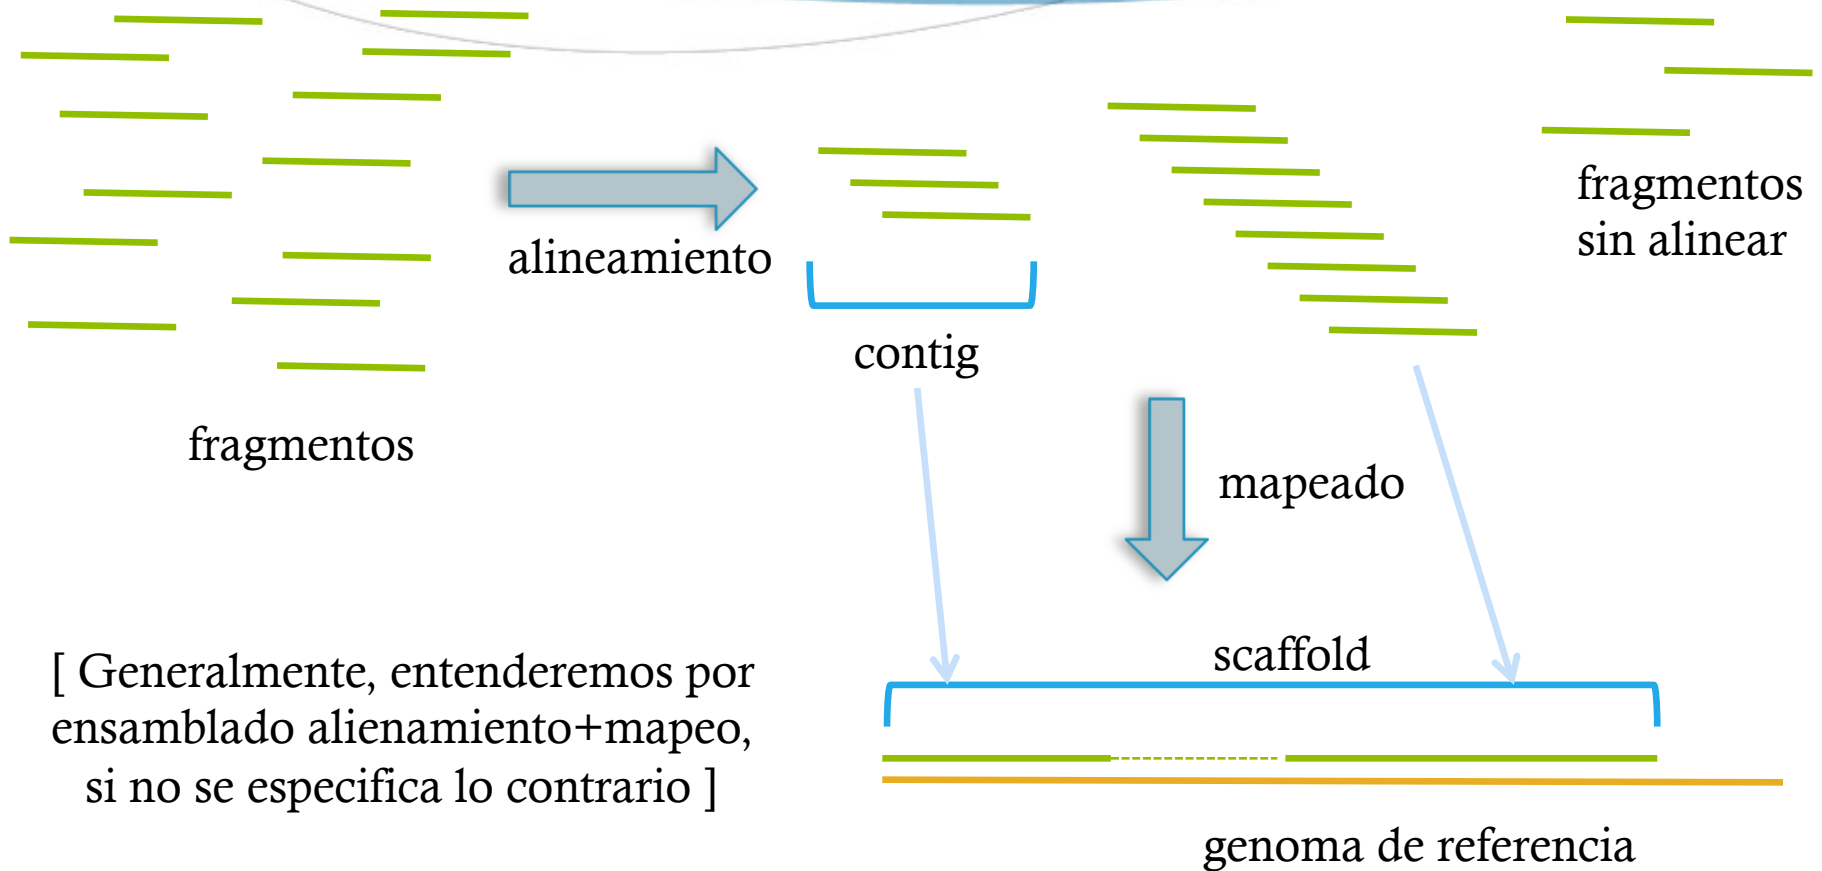 fragmentos
alineamiento
contig
fragmentos
sin alinear
mapeado
scaffold
genoma de referencia
[ Generalmente, entenderemos por
ensamblado alienamiento+mapeo,
si no se especifica lo contrario ]